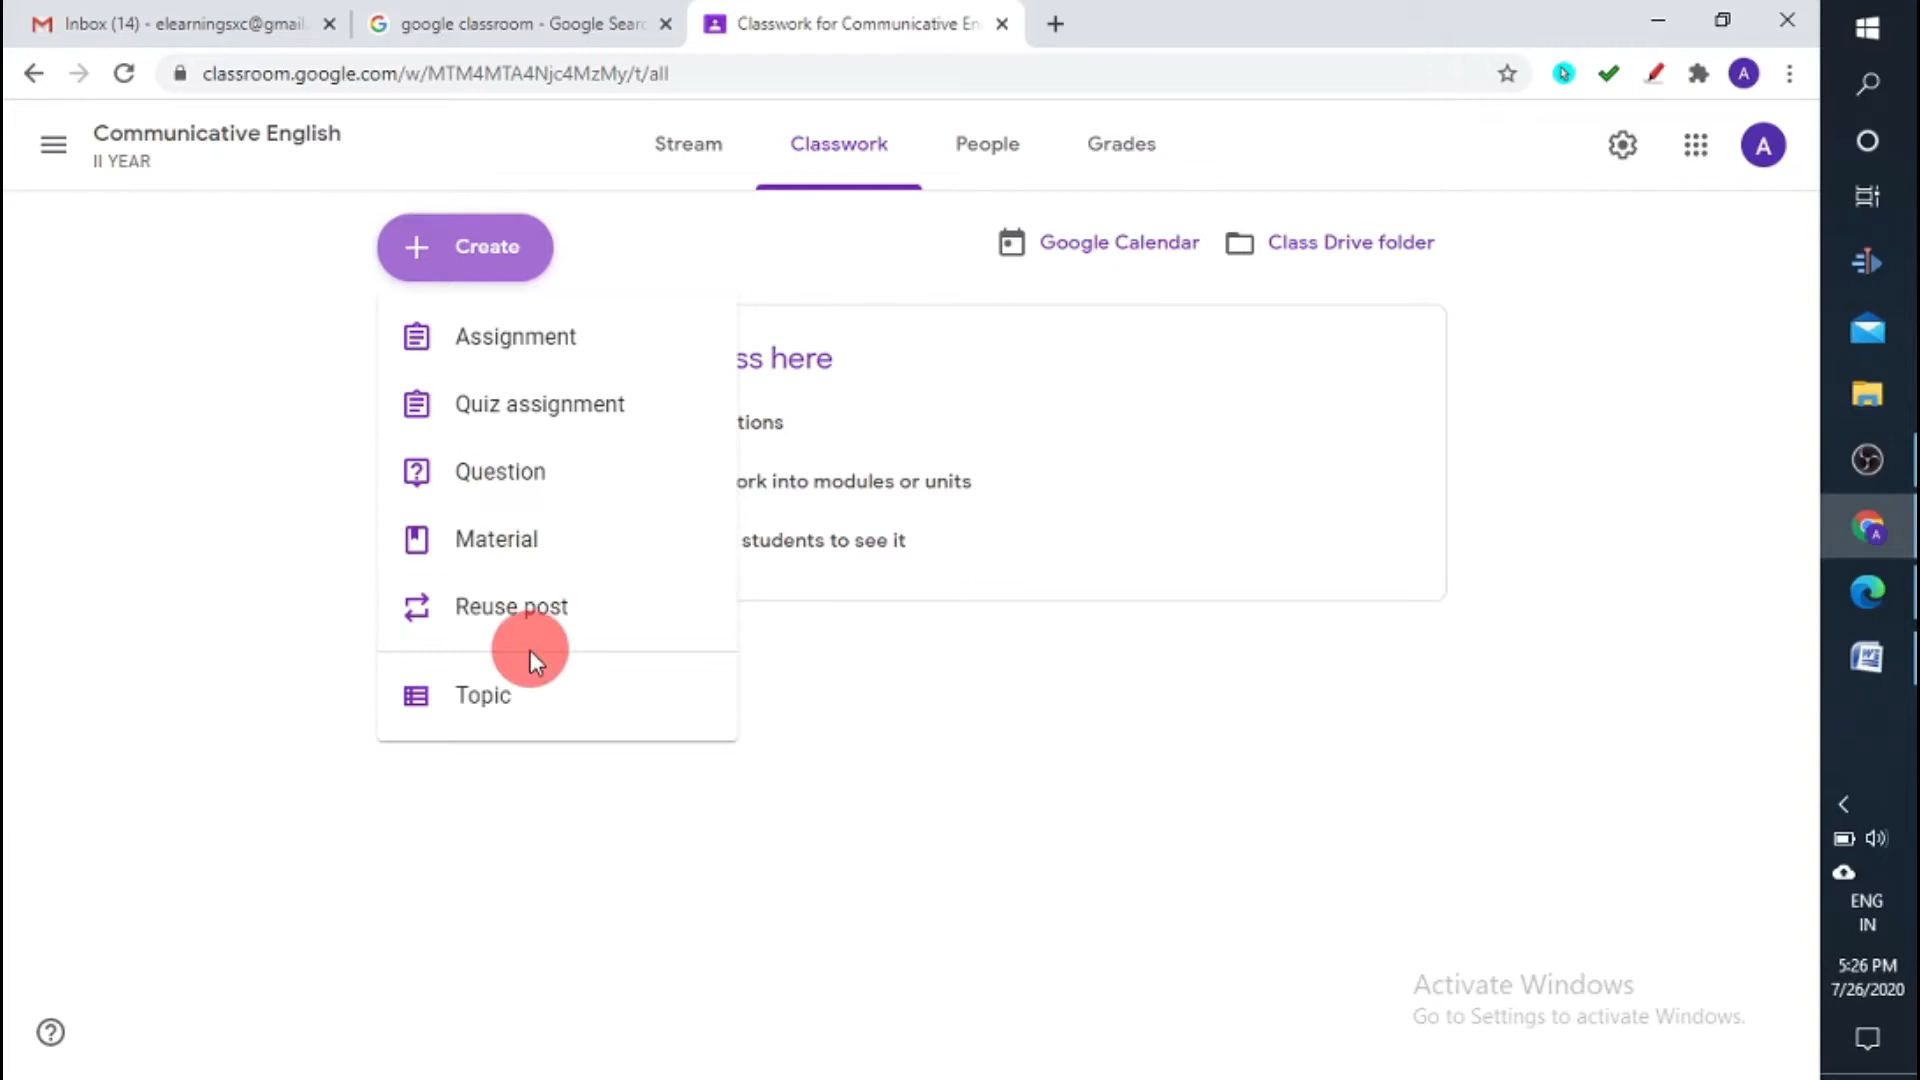 Inbox (14) - elearningsxc@gmail.
google classroom - Google Sear
Classwork for Communicative En
classroom.google.com/w/MTM4MTA4Njc4MzMy/t/all
A
Communicative English
II YEAR
Stream
Classwork
People
Grades
A
Create
Google Calendar
Class Drive folder
Assignment
ss here
Quiz assignment
tions
Question
ork into modules or units
Material
students to see it
Reuse post
Topic
ENG
IN
5:26 PM
7/26/2020
Activate Windows
Go to Settings to activate Windows.